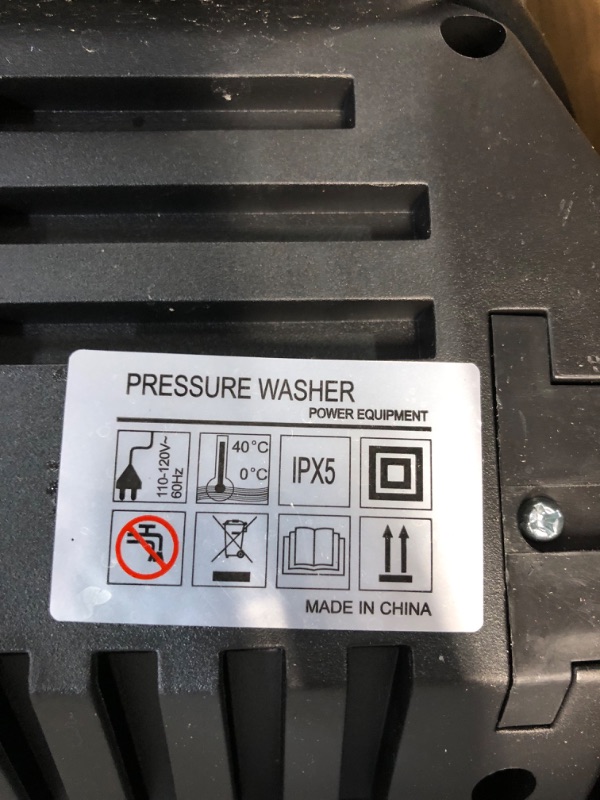 PRESSURE WASHER
POWER EQUIPMENT
110-120V~
60Hz
40°C
0°C
IPX5
MADE IN CHINA